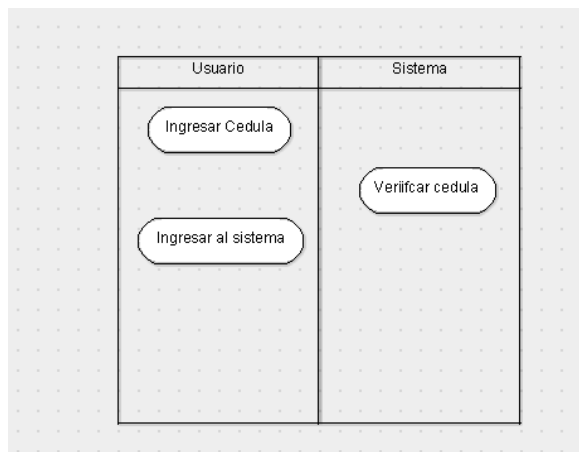 Usuario
Sistema
Ingresar Cedula
Veriifcar cedula
Ingresar al sistema